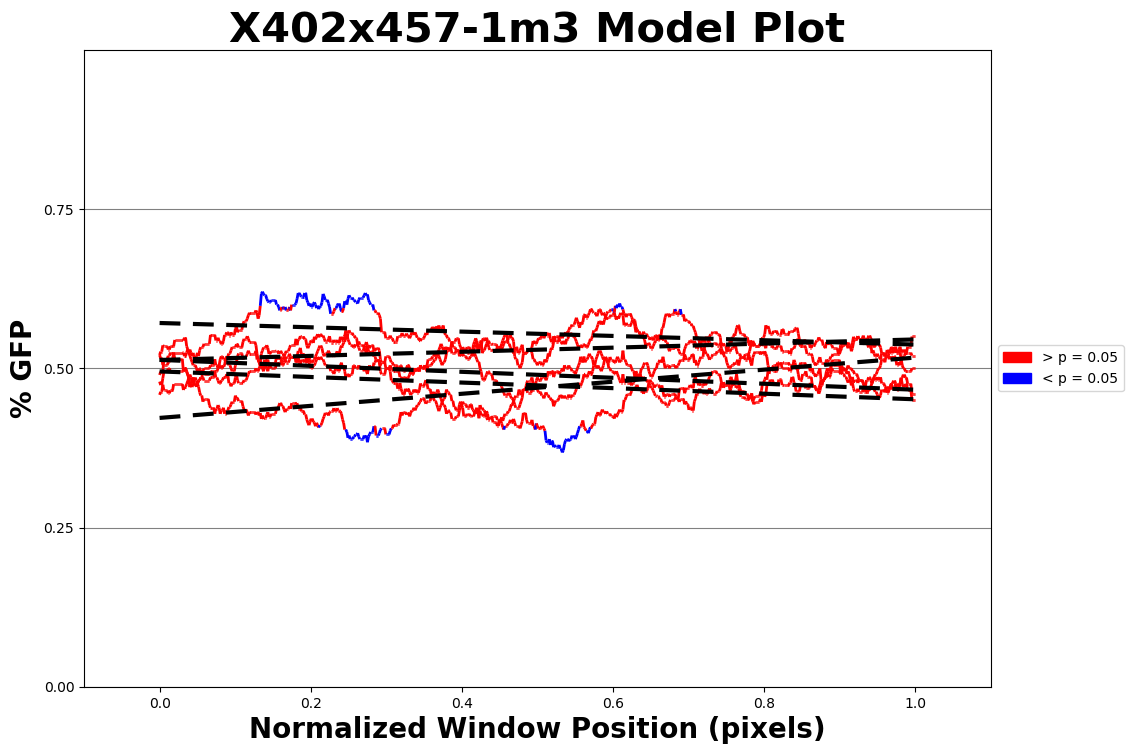 X402x457-1m3 Model Plot
% GFP
0.75
0.50
0.25
0.00
> p = 0.05
< p = 0.05
0.0 0.2 0.4 0.6 0.8 1.0
Normalized Window Position (pixels)